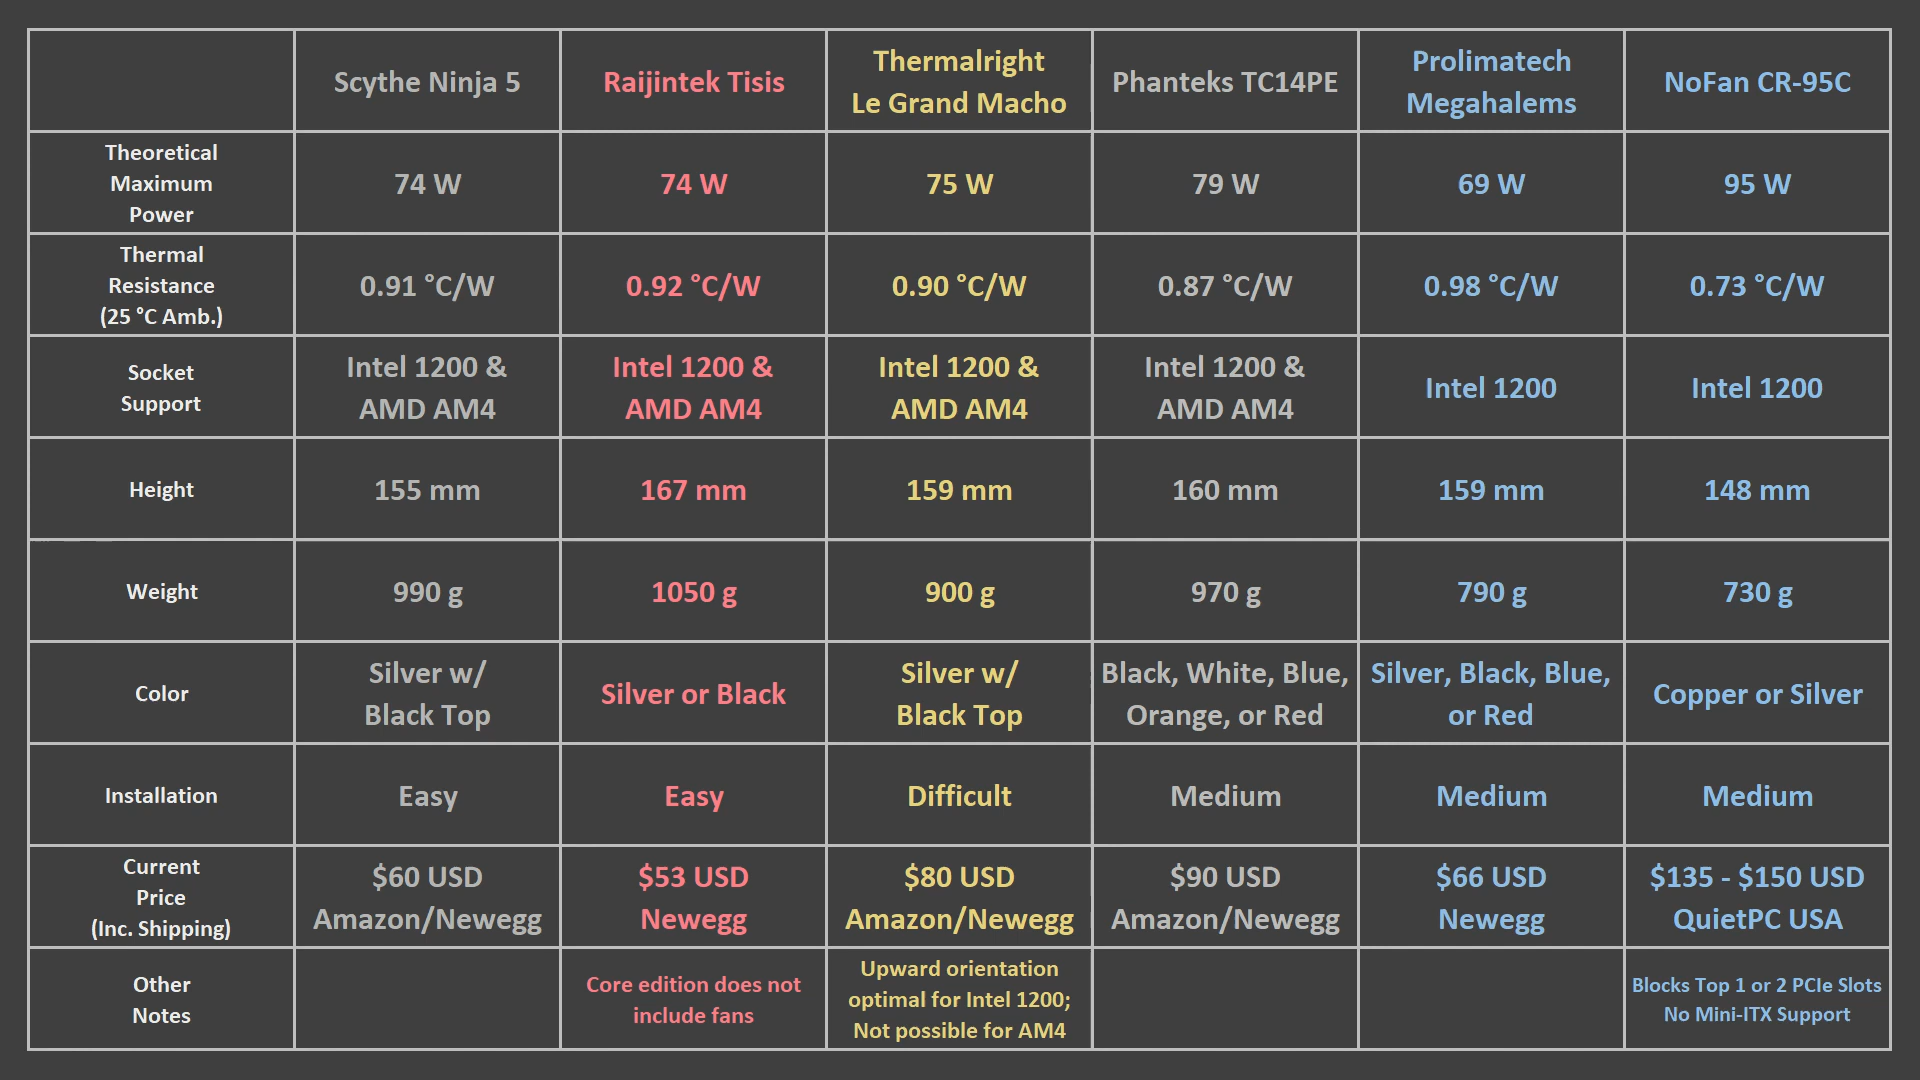 Scythe Ninja 5
Raijintek Tisis
Thermalright
Le Grand Macho
Phanteks TC14PE
Prolimatech
Megahalems
NoFan CR-95C
Theoretical
Maximum
Power
74 W
74 W
75 W
79 W
69 W
95 W
Thermal
Resistance
(25 °C Amb.)
0.91 °C/W
0.92 °C/W
0.90 °C/W
0.87 °C/W
0.98 °C/W
0.73 °C/W
Socket
Support
Intel 1200 &
AMD AM4
Intel 1200 &
AMD AM4
Intel 1200 &
AMD AM4
Intel 1200 &
AMD AM4
Intel 1200
Intel 1200
Height
155 mm
167 mm
159 mm
160 mm
159 mm
148 mm
Weight
990 g
1050 g
900 g
970 g
790 g
730 g
Color
Silver w/
Black Top
Silver or Black
Silver w/
Black Top
Black, White, Blue,
Orange, or Red
Silver, Black, Blue,
or Red
Copper or Silver
Installation
Easy
Easy
Difficult
Medium
Medium
Medium
Current
Price
(Inc. Shipping)
$60 USD
Amazon/Newegg
$53 USD
Newegg
$80 USD
Amazon/Newegg
$90 USD
Amazon/Newegg
$66 USD
Newegg
$135 - $150 USD
QuietPC USA
Other
Notes
Core edition does not
include fans
Upward orientation
optimal for Intel 1200;
Not possible for AM4
Blocks Top 1 or 2 PCIe Slots
No Mini-ITX Support